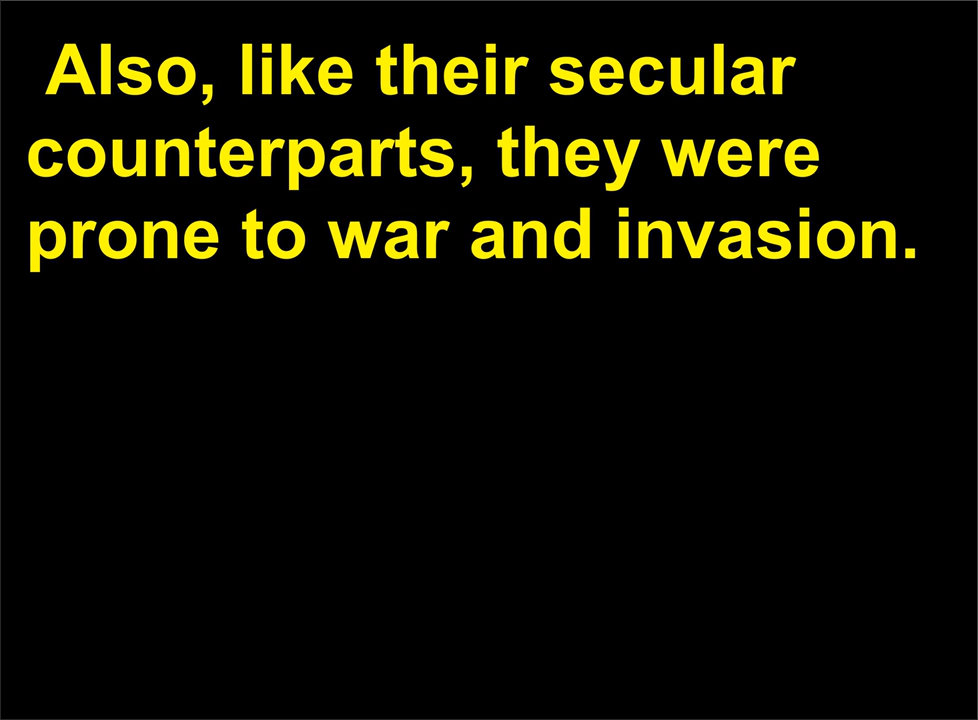 Also, like their secular
counterparts, they were
prone to war and invasion.